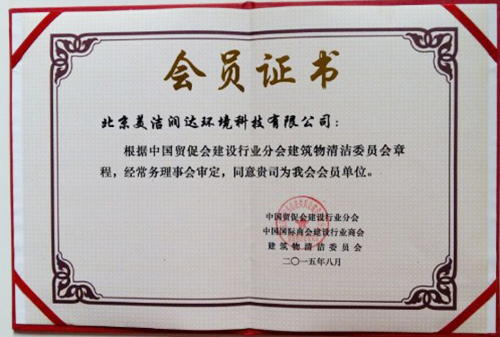 会员证书
北京美洁润达环境科技有限公司：
根据中国贸促会建设行业分会建筑物清洁委员会章
程，经常务理事会审定，同意贵司为我会会员单位。
中国贸促会建设行业分会
中国国际商会建设行业商会
建筑物清洁委员会
二〇一五年八月